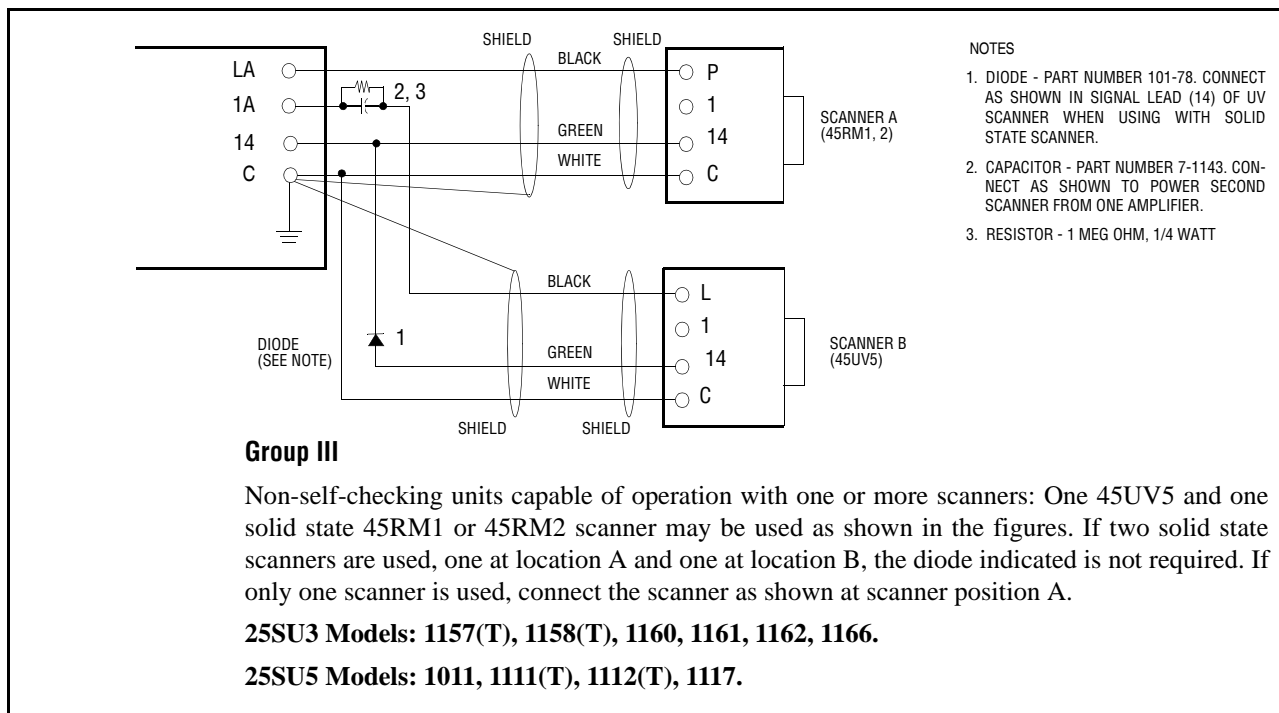 SHIELD
SHIELD
NOTES
LA
BLACK
P
1. DIODE - PART NUMBER 101-78. CONNECT
AS SHOWN IN SIGNAL LEAD (14) OF UV
SCANNER WHEN USING WITH SOLID
STATE SCANNER.
1A
2, 3
1
SCANNER A
(45RM1, 2)
14
GREEN
14
C
WHITE
C
2. CAPACITOR - PART NUMBER 7-1143. CON-
NECT AS SHOWN TO POWER SECOND
SCANNER FROM ONE AMPLIFIER.
3. RESISTOR - 1 MEG OHM, 1/4 WATT
BLACK
L
1
DIODE
(SEE NOTE)
1
GREEN
14
SCANNER B
(45UV5)
WHITE
C
SHIELD
SHIELD
Group III
Non-self-checking units capable of operation with one or more scanners: One 45UV5 and one
solid state 45RM1 or 45RM2 scanner may be used as shown in the figures. If two solid state
scanners are used, one at location A and one at location B, the diode indicated is not required. If
only one scanner is used, connect the scanner as shown at scanner position A.
25SU3 Models: 1157(T), 1158(T), 1160, 1161, 1162, 1166.
25SU5 Models: 1011, 1111(T), 1112(T), 1117.